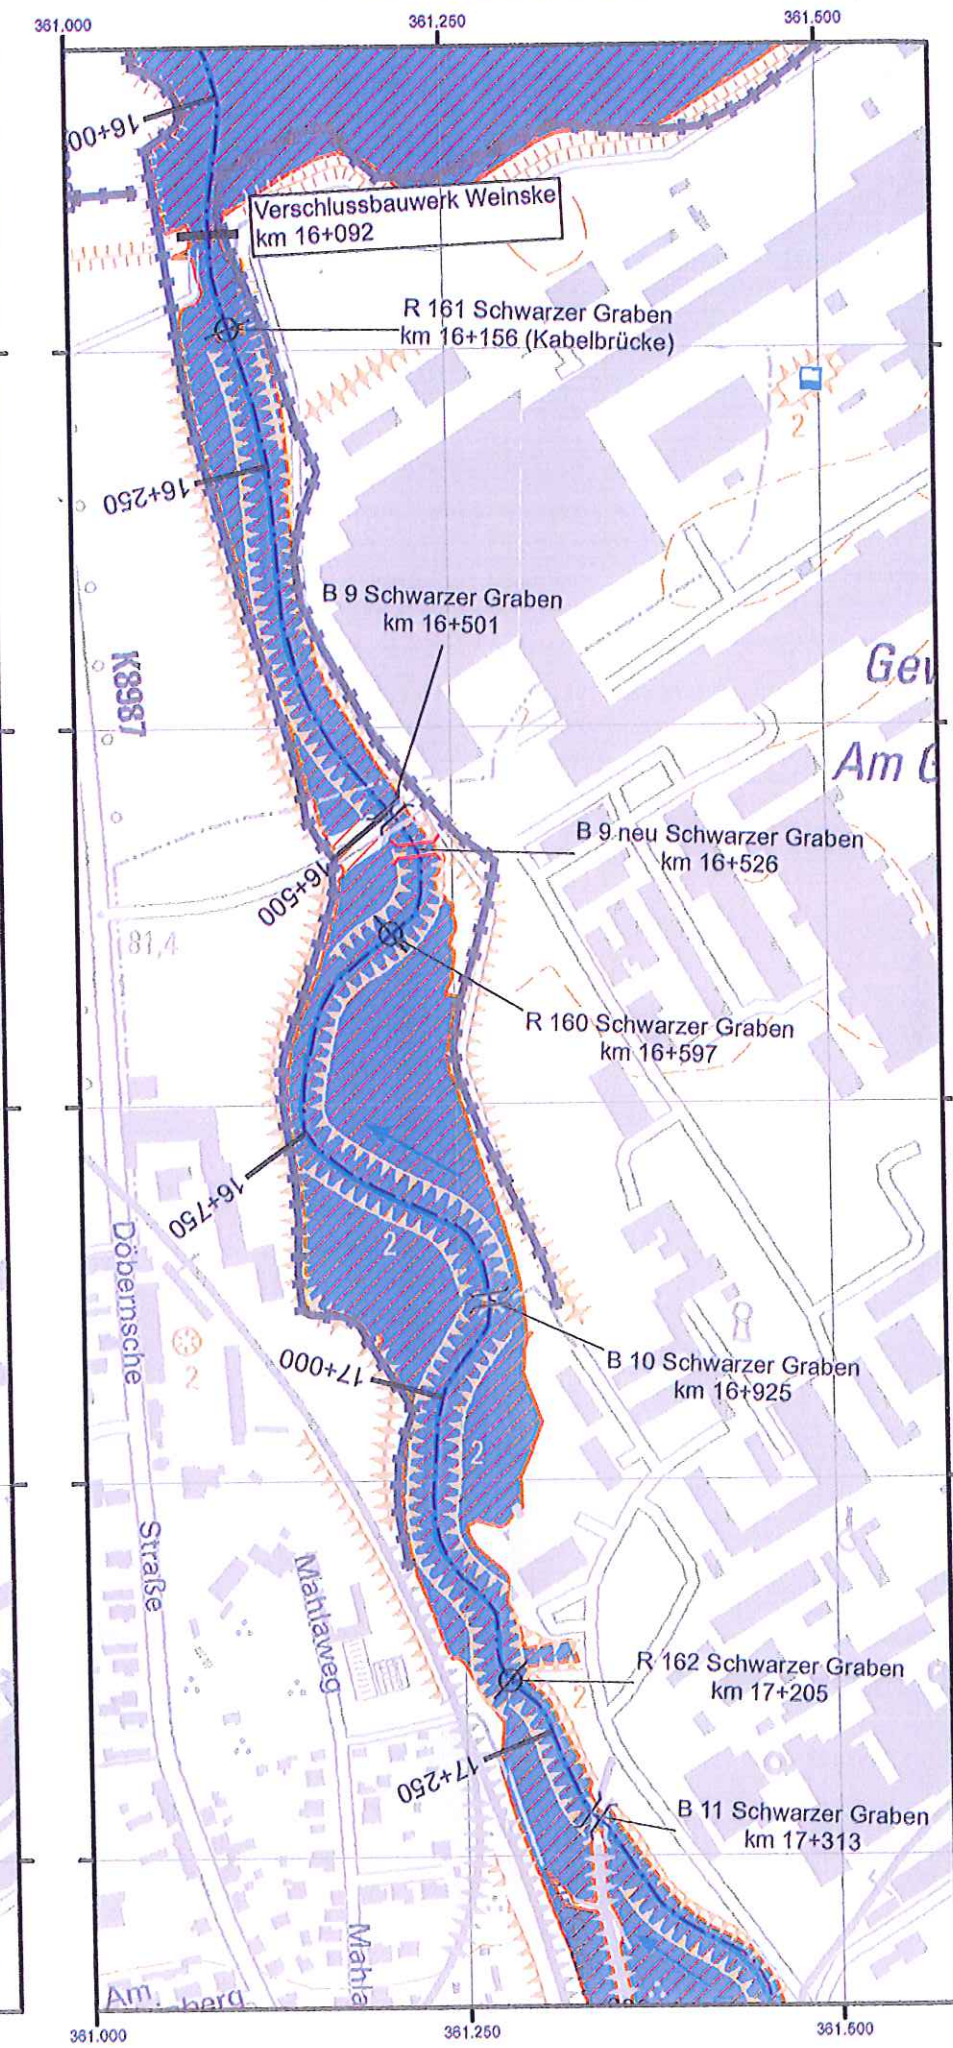 361.000
361.250
361.500
16+00
Verschlussbauwerk Weinske
km 16+092
R 161 Schwarzer Graben
km 16+156 (Kabelbrücke)
2
16+250
B 9 Schwarzer Graben
km 16+501
K8987
Gew
Am G
B 9 neu Schwarzer Graben
km 16+526
16+500
81,4
R 160 Schwarzer Graben
km 16+597
16+750
2
Döbernsche
2
17+000
B 10 Schwarzer Graben
km 16+925
2
Straße
Mahlaweg
R 162 Schwarzer Graben
km 17+205
2
17+250
B 11 Schwarzer Graben
km 17+313
Mahla
Am.
berg
361.000
361.250
361.500